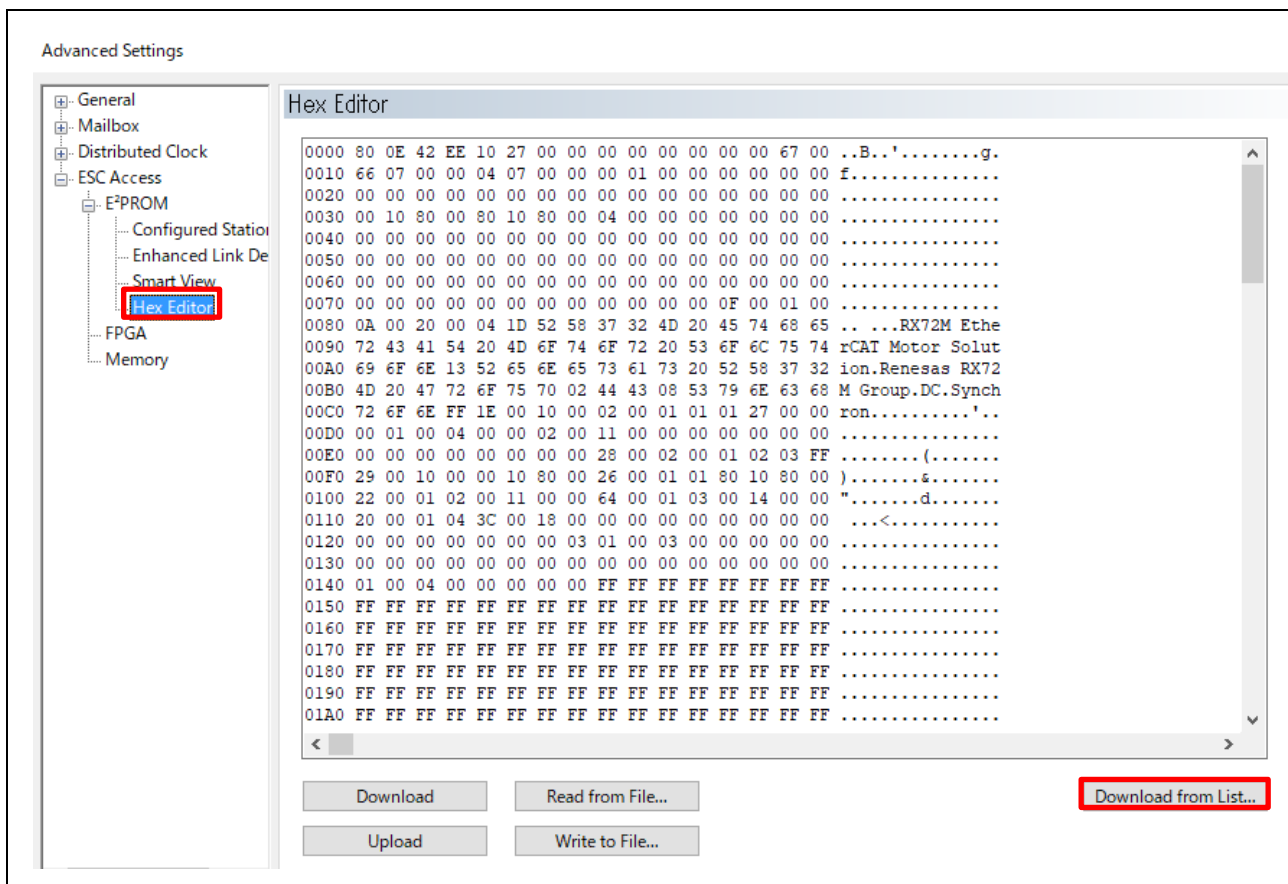 Advanced Settings
General
Mailbox
Distributed Clock
ESC Access
E²PROM
Configured Station
Enhanced Link De
Smart View
Hex Editor
FPGA
Memory
Hex Editor
0000 80 0E 42 EE 10 27 00 00 00 00 00 00 00 00 67 00 ..B..'........g.
0010 66 07 00 00 04 07 00 00 00 01 00 00 00 00 00 00 f...............
0020 00 00 00 00 00 00 00 00 00 00 00 00 00 00 00 00 ................
0030 00 10 80 00 80 10 80 00 04 00 00 00 00 00 00 00 ................
0040 00 00 00 00 00 00 00 00 00 00 00 00 00 00 00 00 ................
0050 00 00 00 00 00 00 00 00 00 00 00 00 00 00 00 00 ................
0060 00 00 00 00 00 00 00 00 00 00 00 00 00 00 00 00 ................
0070 00 00 00 00 00 00 00 00 00 00 00 00 0F 00 01 00 ................
0080 0A 00 20 00 04 1D 52 58 37 32 4D 20 45 74 68 65 .. ...RX72M Ethe
0090 72 43 41 54 20 4D 6F 74 6F 72 20 53 6F 6C 75 74 rCAT Motor Solut
00A0 69 6F 6E 13 52 65 6E 65 73 61 73 20 52 58 37 32 ion.Renesas RX72
00B0 4D 20 47 72 6F 75 70 02 44 43 08 53 79 6E 63 68 M Group.DC.Synch
00C0 72 6F 6E FF 1E 00 10 00 02 00 01 01 01 27 00 00 ron..........'..
00D0 00 01 00 04 00 00 02 00 11 00 00 00 00 00 00 00 ................
00E0 00 00 00 00 00 00 00 00 28 00 02 00 01 02 03 FF ........(.......
00F0 29 00 10 00 00 10 80 00 26 00 01 01 80 10 80 00 ).......&.......
0100 22 00 01 02 00 11 00 00 64 00 01 03 00 14 00 00 ".......d.......
0110 20 00 01 04 3C 00 18 00 00 00 00 00 00 00 00 00  ...<...........
0120 00 00 00 00 00 00 00 03 01 00 03 00 00 00 00 00 ................
0130 00 00 00 00 00 00 00 00 00 00 00 00 00 00 00 00 ................
0140 01 00 04 00 00 00 00 00 FF FF FF FF FF FF FF FF ................
0150 FF FF FF FF FF FF FF FF FF FF FF FF FF FF FF FF ................
0160 FF FF FF FF FF FF FF FF FF FF FF FF FF FF FF FF ................
0170 FF FF FF FF FF FF FF FF FF FF FF FF FF FF FF FF ................
0180 FF FF FF FF FF FF FF FF FF FF FF FF FF FF FF FF ................
0190 FF FF FF FF FF FF FF FF FF FF FF FF FF FF FF FF ................
01A0 FF FF FF FF FF FF FF FF FF FF FF FF FF FF FF FF ................
Download
Read from File...
Download from List...
Upload
Write to File...